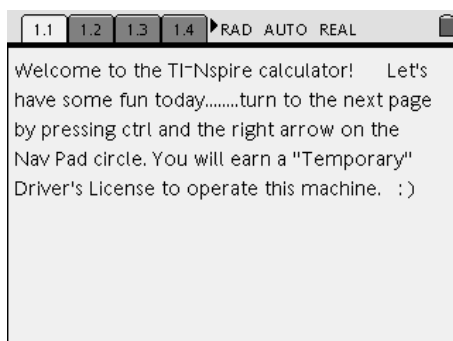 1.1 1.2 1.3 1.4 RAD AUTO REAL
Welcome to the TI-Nspire calculator! Let's
have some fun today........turn to the next page
by pressing ctrl and the right arrow on the
Nav Pad circle. You will earn a "Temporary"
Driver's License to operate this machine. :)